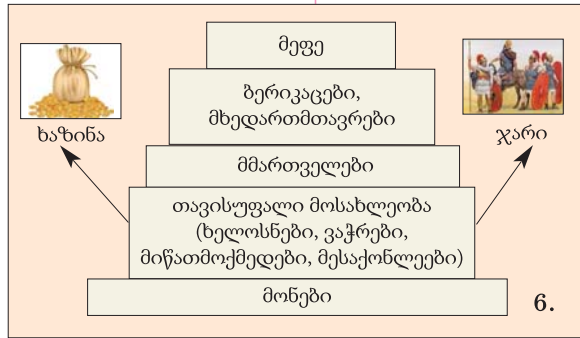 მეფე
ბერიკაცები,
მხედართმთავრები
ხაზინა
ჯარი
მმართველები
თავისუფალი მოსახლეობა
(ხელოსნები, ვაჭრები,
მიწათმოქმედები, მესაქონლეები)
მონები
6.